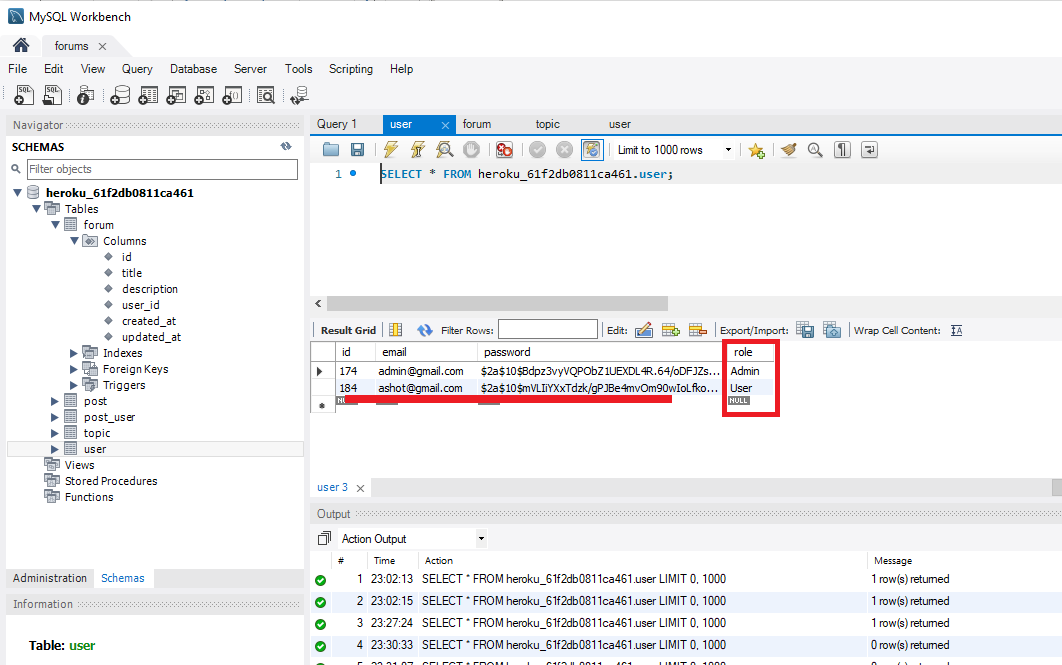 MySQL Workbench
forums
File Edit View Query Database Server Tools Scripting Help
Navigator
SCHEMAS
Filter objects
heroku_61f2db0811ca461
Tables
forum
Columns
id
title
description
user_id
created_at
updated_at
Indexes
Foreign Keys
Triggers
post
post_user
topic
user
Views
Stored Procedures
Functions
Administration Schemas
Information
Table: user
Query 1 user forum topic user
Limit to 1000 rows
1 SELECT * FROM heroku_61f2db0811ca461.user;
Result Grid Filter Rows: Edit: Export/Import: Wrap Cell Content:
id email password role
174 admin@gmail.com $2a$10$Bdpz3vyVQPObZ1UEXDL4R.64/oDFJZs... Admin
184 ashot@gmail.com $2a$10$mVLIiYXxTdzk/gPJBe4mvOm90wIoLfko... User
NULL
user 3
Output
Action Output
# Time Action Message
1 23:02:13 SELECT * FROM heroku_61f2db0811ca461.user LIMIT 0, 1000 1 row(s) returned
2 23:02:15 SELECT * FROM heroku_61f2db0811ca461.user LIMIT 0, 1000 1 row(s) returned
3 23:27:24 SELECT * FROM heroku_61f2db0811ca461.user LIMIT 0, 1000 1 row(s) returned
4 23:30:33 SELECT * FROM heroku_61f2db0811ca461.user LIMIT 0, 1000 0 row(s) returned